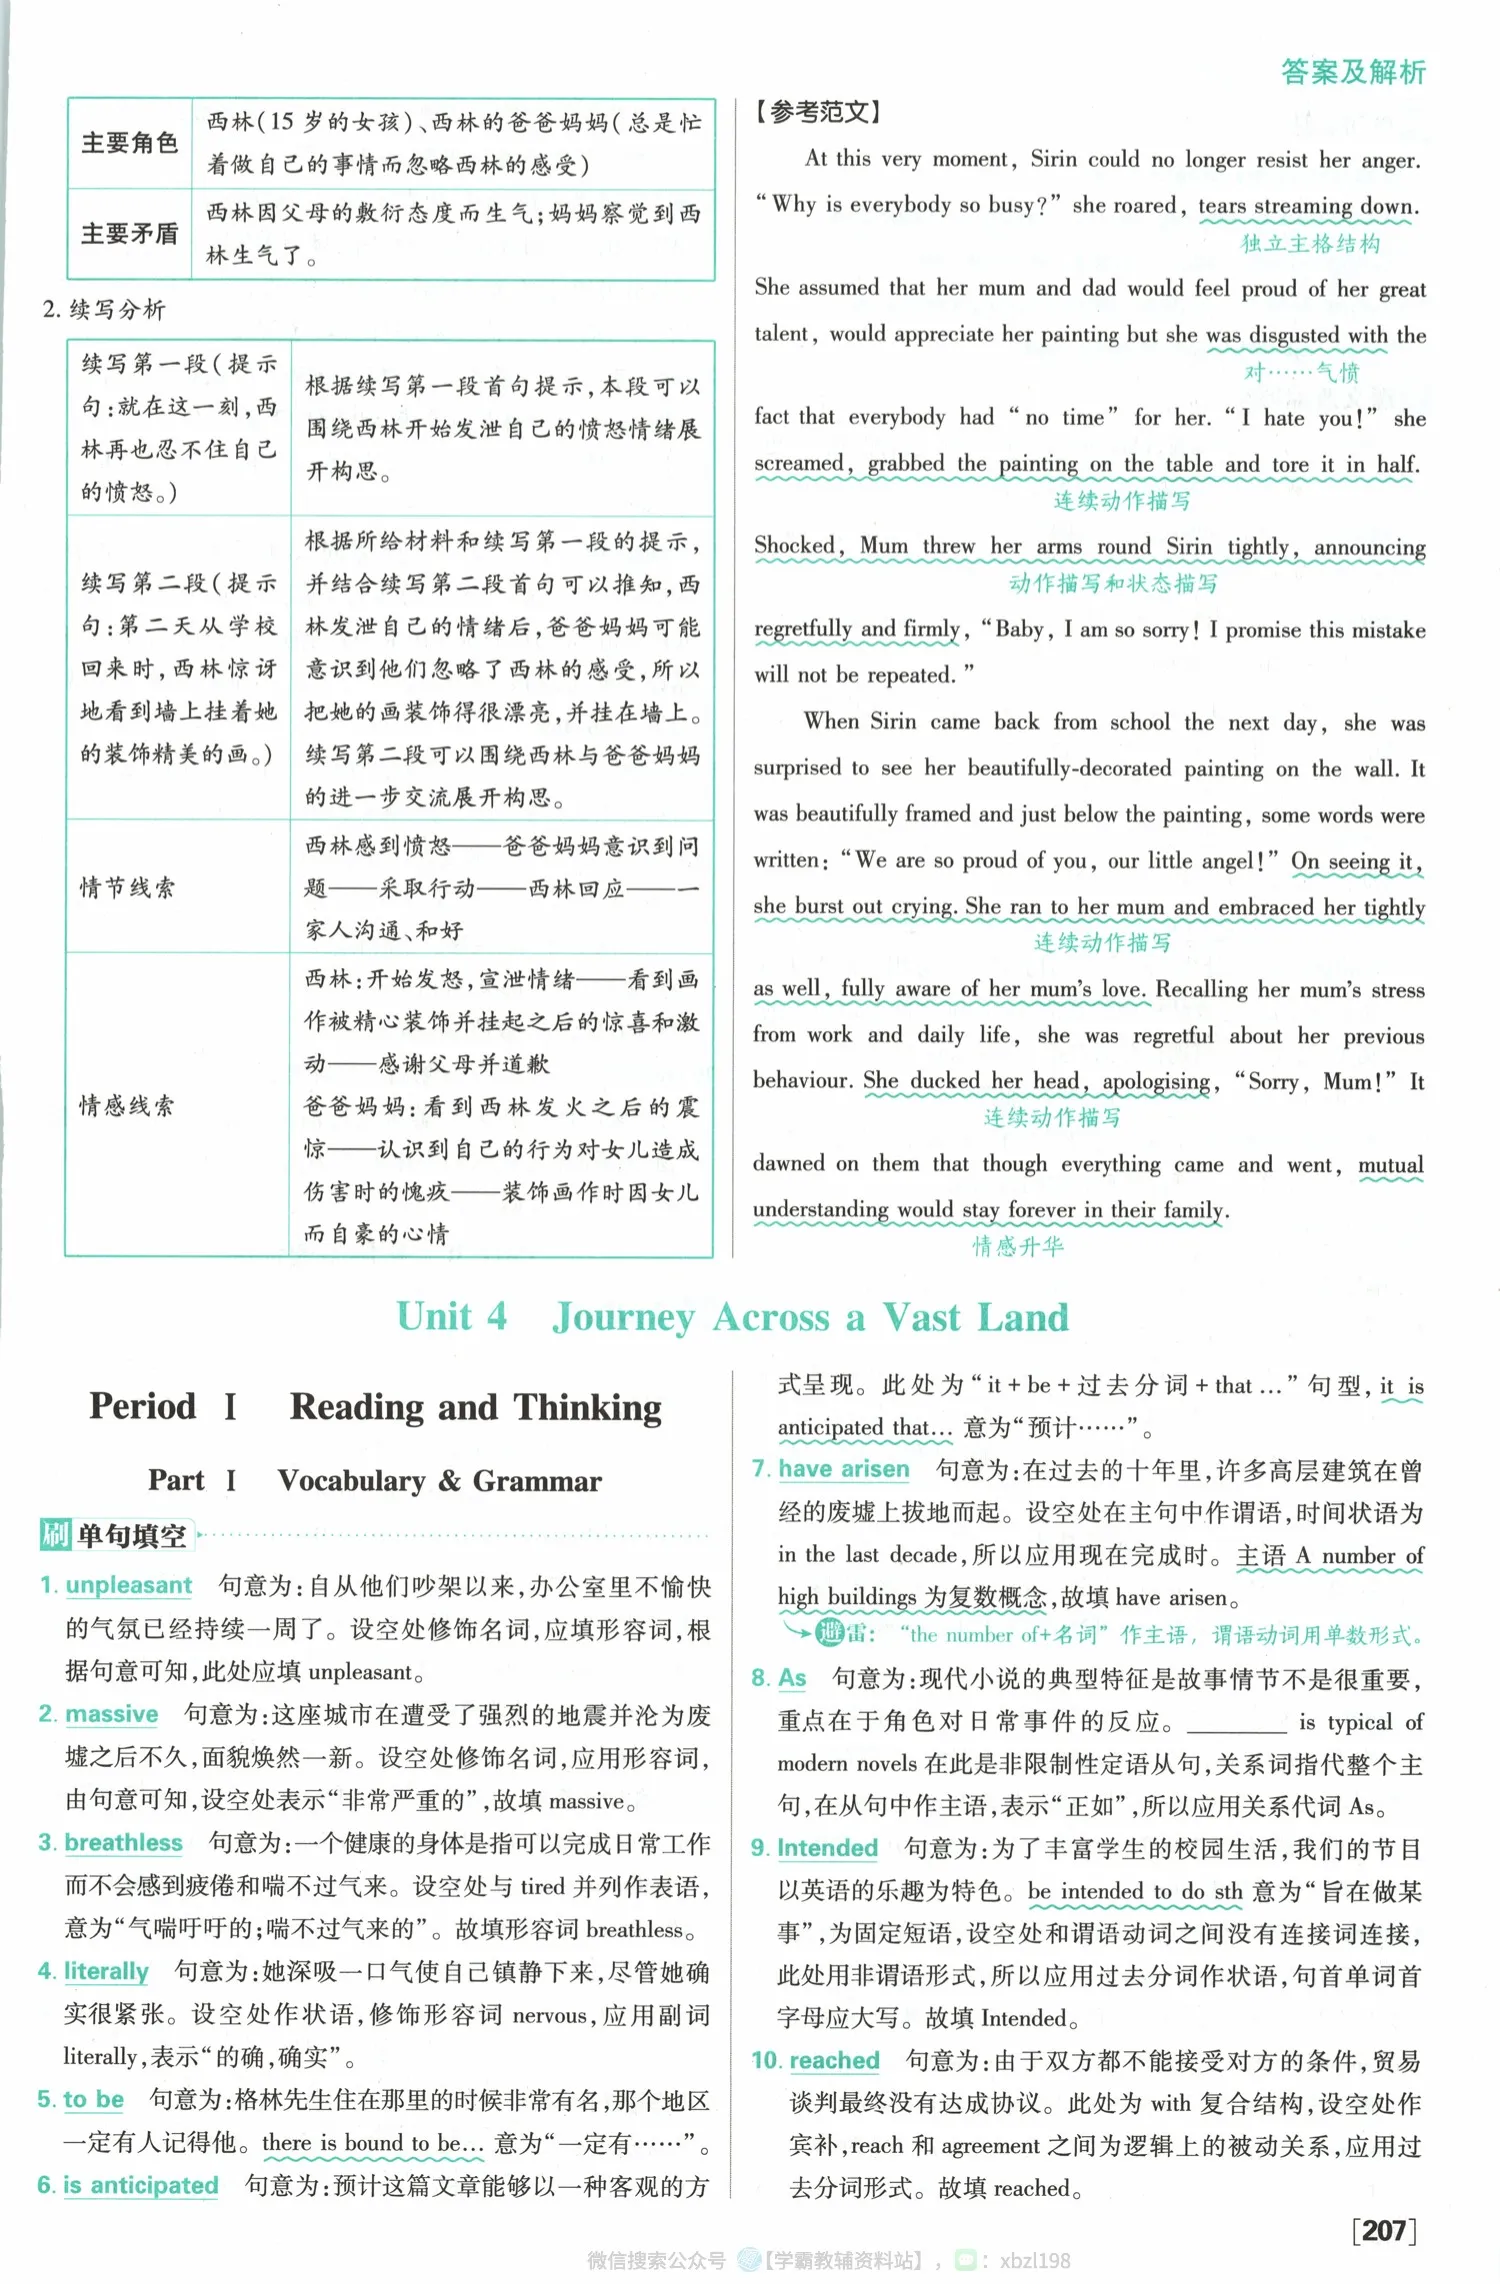 答案及解析
主要角色
西林(15 岁的女孩)、西林的爸爸妈妈(总是忙
着做自己的事情而忽略西林的感受)
主要矛盾
西林因父母的敷衍态度而生气;妈妈察觉到西
林生气了。
2. 续写分析
续写第一段(提示
句:就在这一刻,西
林再也忍不住自己
的愤怒。)
根据续写第一段首句提示,本段可以
围绕西林开始发泄自己的愤怒情绪展
开构思。
续写第二段(提示
句:第二天从学校
回来时,西林惊讶
地看到墙上挂着她
的装饰精美的画。)
根据所给材料和续写第一段的提示,
并结合续写第二段首句可以推知,西
林发泄自己的情绪后,爸爸妈妈可能
意识到他们忽略了西林的感受,所以
把她的画装饰得很漂亮,并挂在墙上。
续写第二段可以围绕西林与爸爸妈妈
的进一步交流展开构思。
情节线索
西林感到愤怒——爸爸妈妈意识到问
题——采取行动——西林回应——一
家人沟通、和好
情感线索
西林:开始发怒,宣泄情绪——看到画
作被精心装饰并挂起之后的惊喜和激
动——感谢父母并道歉
爸爸妈妈:看到西林发火之后的震
惊——认识到自己的行为对女儿造成
伤害时的愧疚——装饰画作时因女儿
而自豪的心情
【参考范文】
At this very moment, Sirin could no longer resist her anger.
“Why is everybody so busy?” she roared, tears streaming down.
独立主格结构
She assumed that her mum and dad would feel proud of her great
talent, would appreciate her painting but she was disgusted with the
对……气愤
fact that everybody had “no time” for her. “I hate you!” she
screamed, grabbed the painting on the table and tore it in half.
连续动作描写
Shocked, Mum threw her arms round Sirin tightly, announcing
动作描写和状态描写
regretfully and firmly, “Baby, I am so sorry! I promise this mistake
will not be repeated. ”
When Sirin came back from school the next day, she was
surprised to see her beautifully-decorated painting on the wall. It
was beautifully framed and just below the painting, some words were
written: “We are so proud of you, our little angel!” On seeing it,
she burst out crying. She ran to her mum and embraced her tightly
连续动作描写
as well, fully aware of her mum’s love. Recalling her mum’s stress
from work and daily life, she was regretful about her previous
behaviour. She ducked her head, apologising, “Sorry, Mum!” It
连续动作描写
dawned on them that though everything came and went, mutual
understanding would stay forever in their family.
情感升华
Unit 4 Journey Across a Vast Land
Period Ⅰ Reading and Thinking
Part Ⅰ Vocabulary & Grammar
刷 单句填空
1. unpleasant 句意为:自从他们吵架以来,办公室里不愉快
的气氛已经持续一周了。设空处修饰名词,应填形容词,根
据句意可知,此处应填 unpleasant。
2. massive 句意为:这座城市在遭受了强烈的地震并沦为废
墟之后不久,面貌焕然一新。设空处修饰名词,应用形容词,
由句意可知,设空处表示“非常严重的”,故填 massive。
3. breathless 句意为:一个健康的身体是指可以完成日常工作
而不会感到疲倦和喘不过气来。设空处与 tired 并列作表语,
意为“气喘吁吁的;喘不过气来的”。故填形容词 breathless。
4. literally 句意为:她深吸一口气使自己镇静下来,尽管她确
实很紧张。设空处作状语,修饰形容词 nervous,应用副词
literally,表示“的确,确实”。
5. to be 句意为:格林先生住在那里的时候非常有名,那个地区
一定有人记得他。there is bound to be… 意为“一定有……”。
6. is anticipated 句意为:预计这篇文章能够以一种客观的方
式呈现。此处为“it + be + 过去分词 + that …”句型,it is
anticipated that… 意为“预计……”。
7. have arisen 句意为:在过去的十年里,许多高层建筑在曾
经的废墟上拔地而起。设空处在主句中作谓语,时间状语为
in the last decade,所以应用现在完成时。主语 A number of
high buildings 为复数概念,故填 have arisen。
避雷: “the number of+名词”作主语, 谓语动词用单数形式。
8. As 句意为:现代小说的典型特征是故事情节不是很重要,
重点在于角色对日常事件的反应。________ is typical of
modern novels 在此是非限制性定语从句,关系词指代整个主
句,在从句中作主语,表示“正如”,所以应用关系代词 As。
9. Intended 句意为:为了丰富学生的校园生活,我们的节目
以英语的乐趣为特色。be intended to do sth 意为“旨在做某
事”,为固定短语,设空处和谓语动词之间没有连接词连接,
此处用非谓语形式,所以应用过去分词作状语,句首单词首
字母应大写。故填 Intended。
10. reached 句意为:由于双方都不能接受对方的条件,贸易
谈判最终没有达成协议。此处为 with 复合结构,设空处作
宾补,reach 和 agreement 之间为逻辑上的被动关系,应用过
去分词形式。故填 reached。
[207]
微信搜索公众号【学霸教辅资料站】, : xbzl198